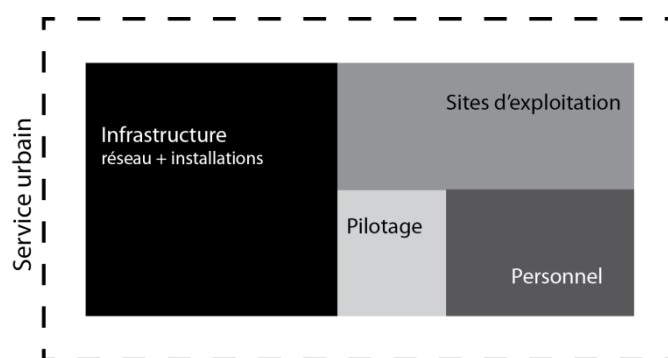 Service urbain
Infrastructure
réseau + installations
Sites d'exploitation
Pilotage
Personnel